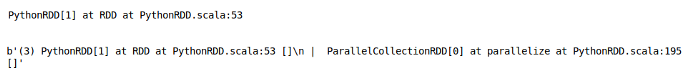 PythonRDD[1] at RDD at PythonRDD.scala:53
b'(3) PythonRDD[1] at RDD at PythonRDD.scala:53 []\n |  ParallelCollectionRDD[0] at parallelize at PythonRDD.scala:195
[]'